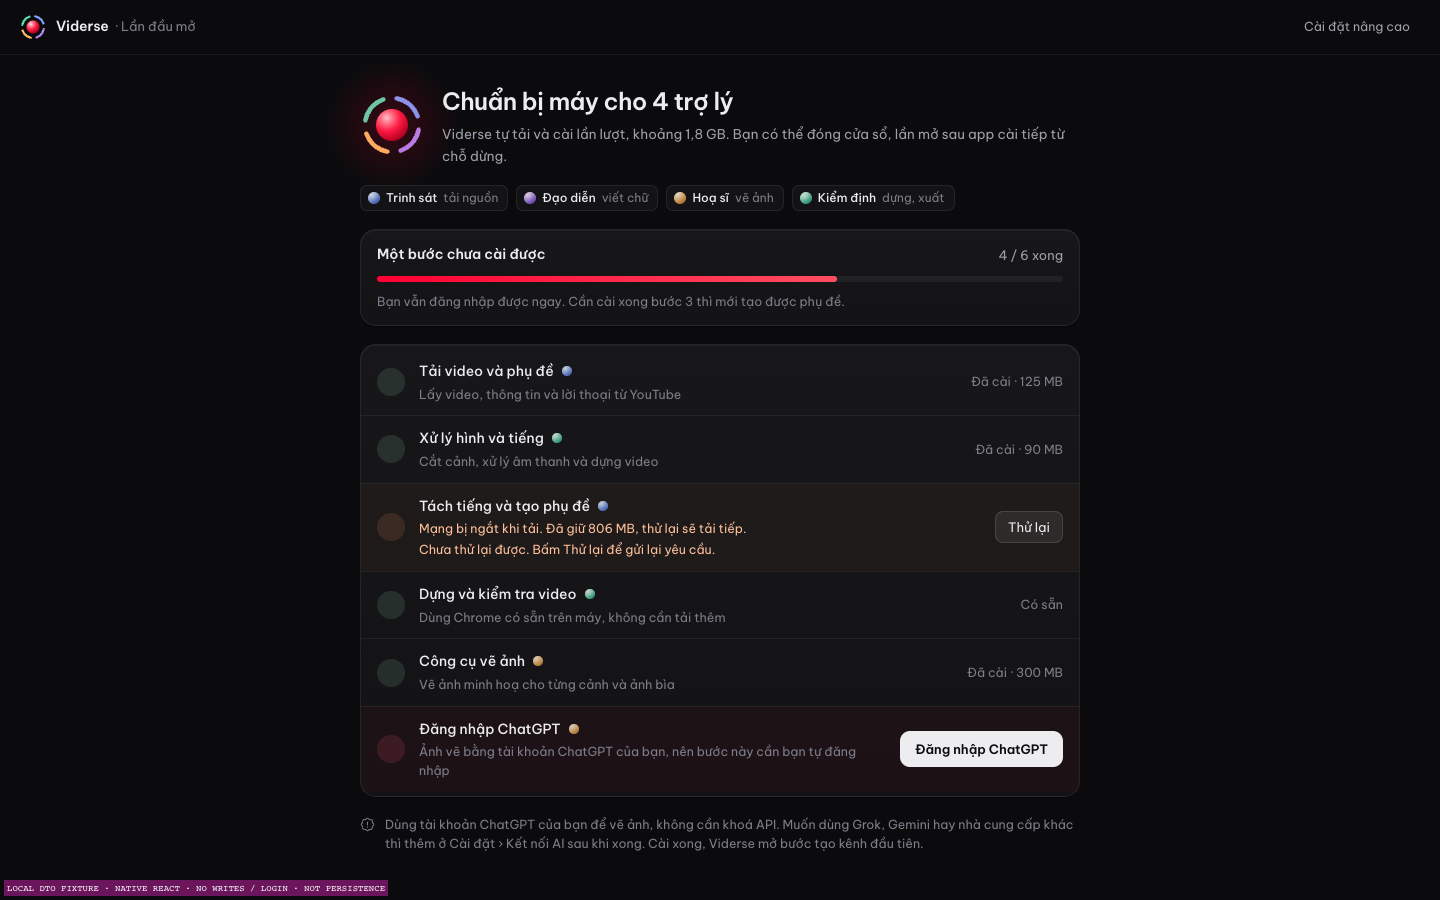 Viderse · Lần đầu mở
Cài đặt nâng cao
Chuẩn bị máy cho 4 trợ lý
Viderse tự tải và cài lần lượt, khoảng 1,8 GB. Bạn có thể đóng cửa sổ, lần mở sau app cài tiếp từ
chỗ dừng.
Trinh sát tải nguồn
Đạo diễn viết chữ
Hoạ sĩ vẽ ảnh
Kiểm định dựng, xuất
Một bước chưa cài được
4 / 6 xong
Bạn vẫn đăng nhập được ngay. Cần cài xong bước 3 thì mới tạo được phụ đề.
Tải video và phụ đề
Lấy video, thông tin và lời thoại từ YouTube
Đã cài · 125 MB
Xử lý hình và tiếng
Cắt cảnh, xử lý âm thanh và dựng video
Đã cài · 90 MB
Tách tiếng và tạo phụ đề
Mạng bị ngắt khi tải. Đã giữ 806 MB, thử lại sẽ tải tiếp.
Chưa thử lại được. Bấm Thử lại để gửi lại yêu cầu.
Thử lại
Dựng và kiểm tra video
Dùng Chrome có sẵn trên máy, không cần tải thêm
Có sẵn
Công cụ vẽ ảnh
Vẽ ảnh minh hoạ cho từng cảnh và ảnh bìa
Đã cài · 300 MB
Đăng nhập ChatGPT
Ảnh vẽ bằng tài khoản ChatGPT của bạn, nên bước này cần bạn tự đăng
nhập
Đăng nhập ChatGPT
Dùng tài khoản ChatGPT của bạn để vẽ ảnh, không cần khoá API. Muốn dùng Grok, Gemini hay nhà cung cấp khác
thì thêm ở Cài đặt › Kết nối AI sau khi xong. Cài xong, Viderse mở bước tạo kênh đầu tiên.
LOCAL DTO FIXTURE · NATIVE REACT · NO WRITES / LOGIN · NOT PERSISTENCE